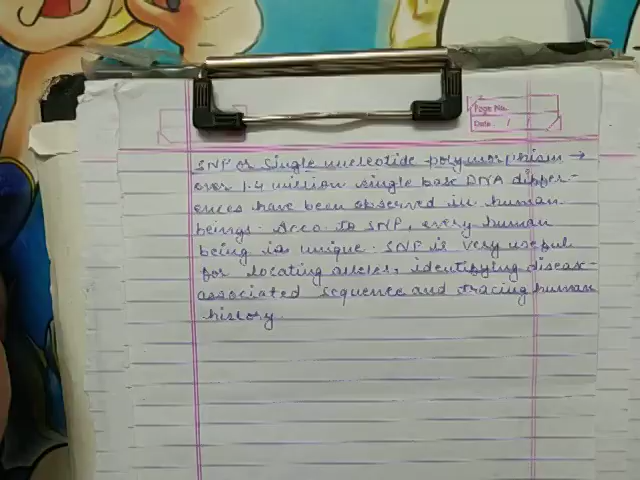 Page No.
Date / /
SNP or single nucleotide polymorphism →
over 1.4 million single base DNA differ-
ences have been observed in human
beings. Acco. to SNP, every human
being is unique. SNP is very useful
for locating alleles, identifying disease-
associated sequence and tracing human
history.